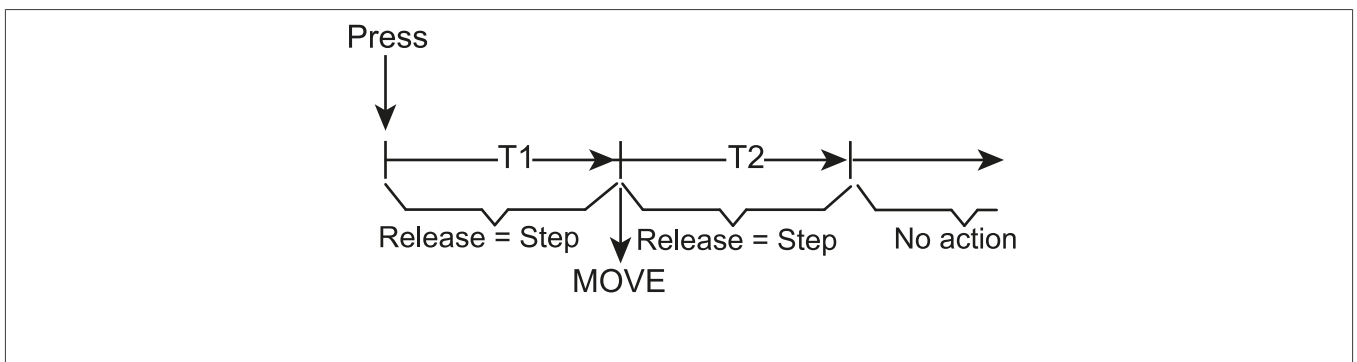 Press
T1
T2
Release = Step
Release = Step
No action
MOVE